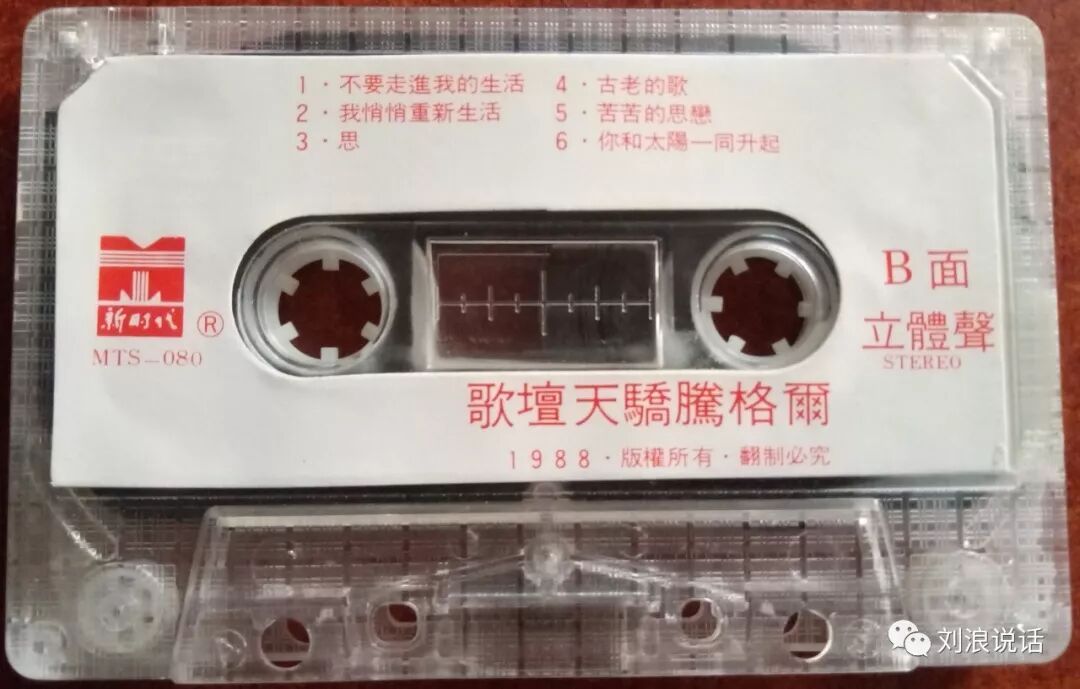 1·不要走進我的生活
2·我悄悄重新生活
3·思
4·古老的歌
5·苦苦的思戀
6·你和太陽一同升起
新时代
®
MTS-080
B面
立體聲
STEREO
歌壇天驕騰格爾
1988·版權所有·翻制必究
刘浪说话